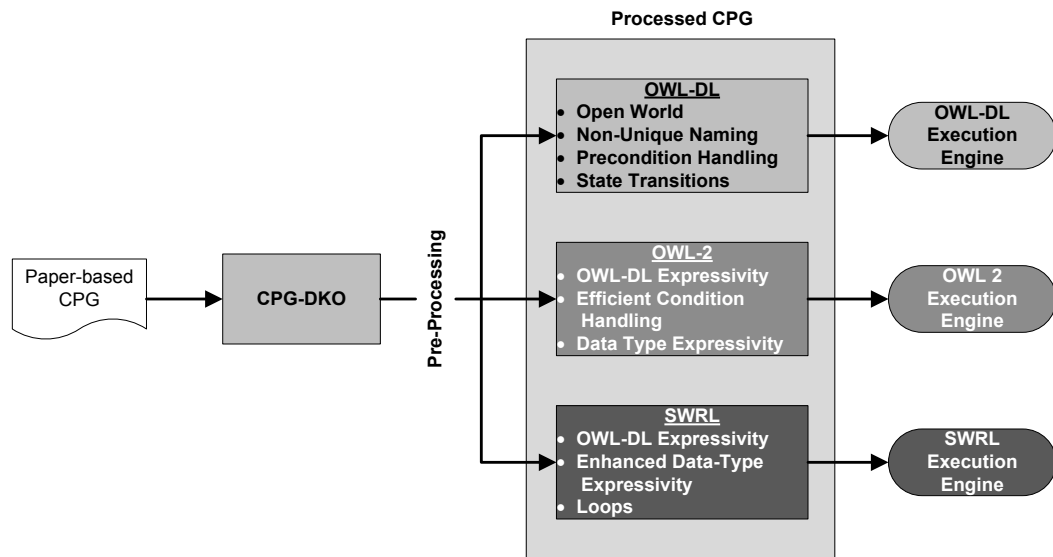 Processed CPG
Paper-based
CPG
CPG-DKO
Pre-Processing
OWL-DL
• Open World
• Non-Unique Naming
• Precondition Handling
• State Transitions
OWL-DL
Execution
Engine
OWL-2
• OWL-DL Expressivity
• Efficient Condition
Handling
• Data Type Expressivity
OWL 2
Execution
Engine
SWRL
• OWL-DL Expressivity
• Enhanced Data-Type
Expressivity
• Loops
SWRL
Execution
Engine